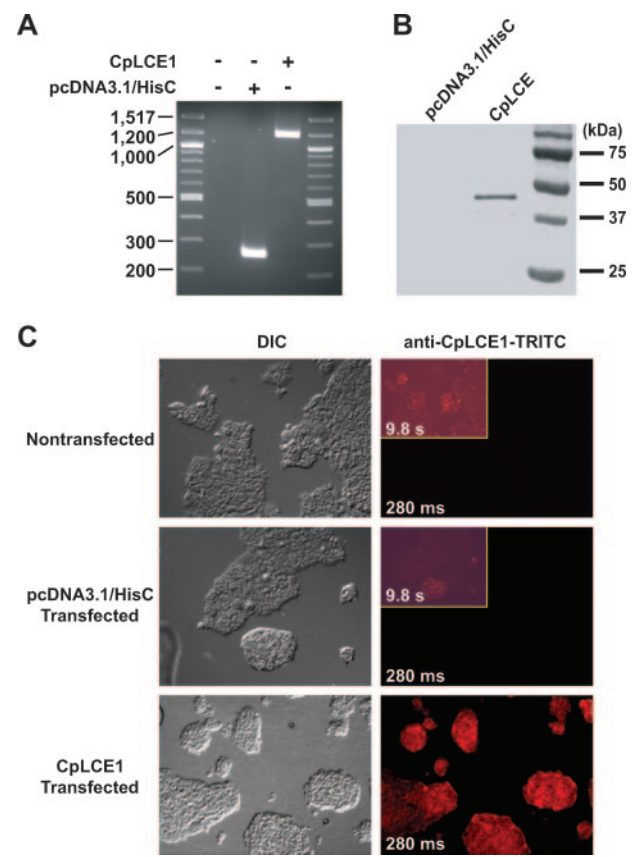 A
CpLCE1 - - +
pcDNA3.1/HisC - + -
1,517
1,200
1,000
500
300
200
B
pcDNA3.1/HisC
CpLCE
(kDa)
75
50
37
25
C
DIC
anti-CpLCE1-TRITC
Nontransfected
9.8 s
280 ms
pcDNA3.1/HisC
Transfected
9.8 s
280 ms
CpLCE1
Transfected
280 ms